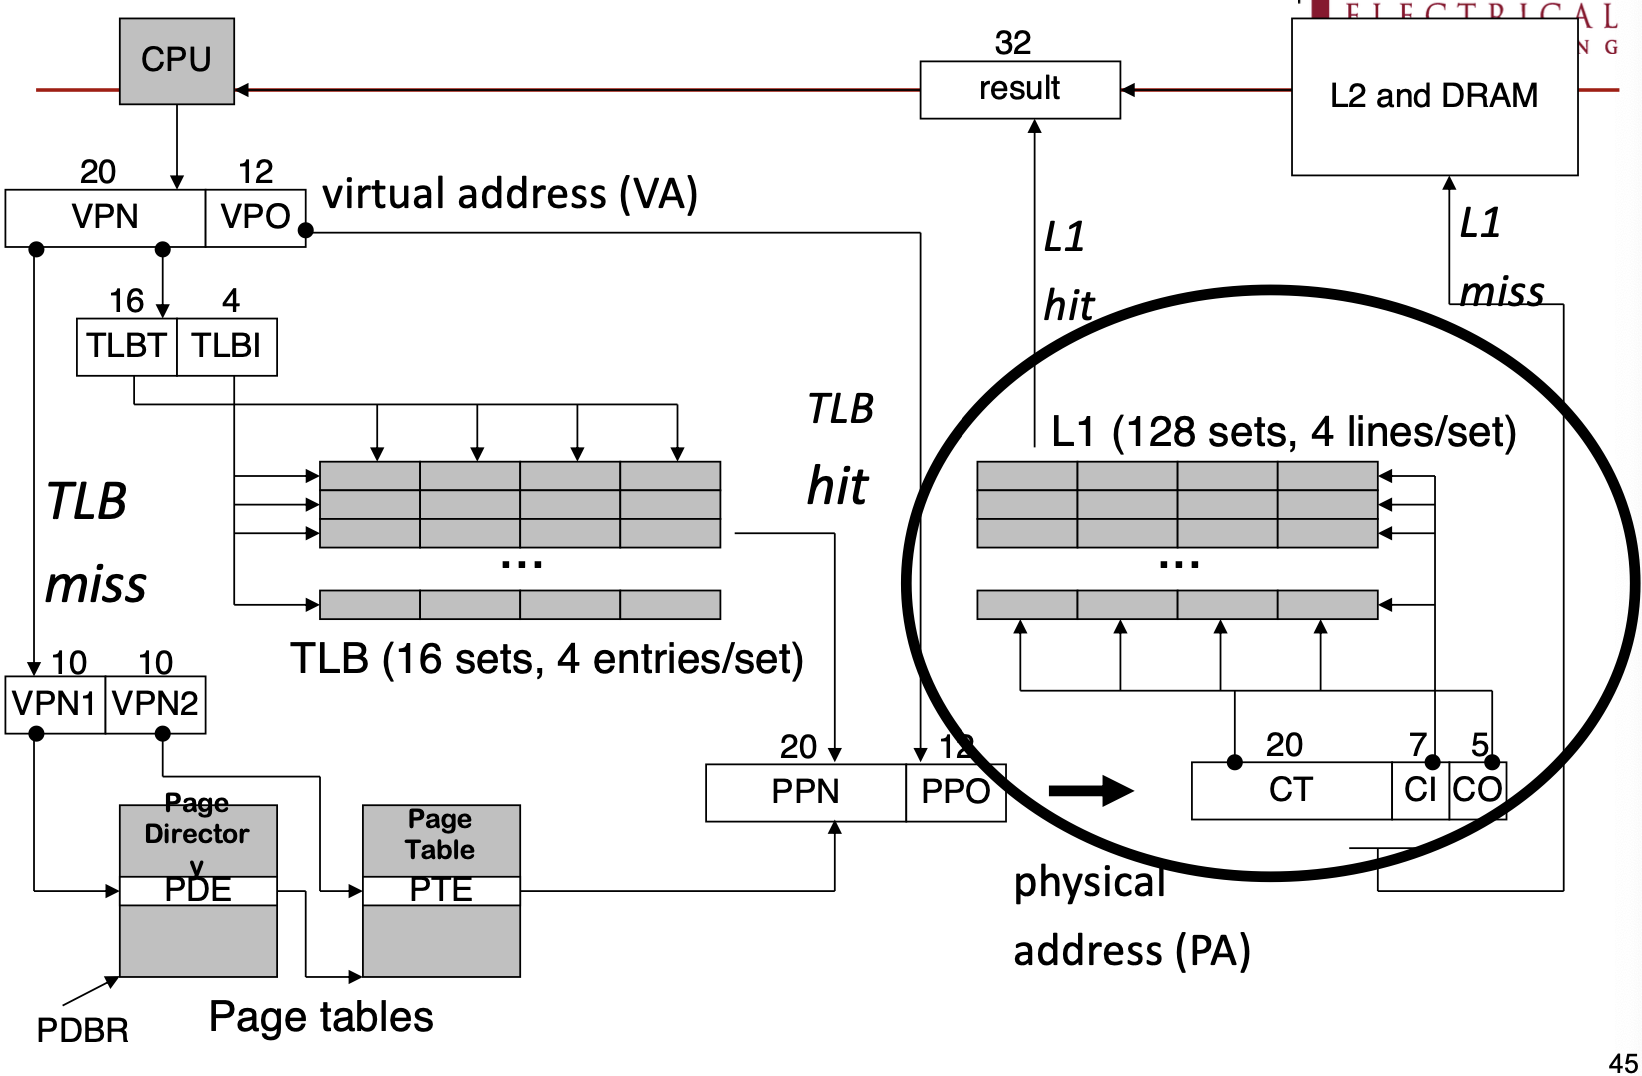 ELECTRICAL
NG
CPU
32
result
L2 and DRAM
20 12
VPN VPO
virtual address (VA)
L1
hit
L1
miss
16 4
TLBT TLBI
TLB
hit
L1 (128 sets, 4 lines/set)
TLB
miss
...
...
TLB (16 sets, 4 entries/set)
10 10
VPN1 VPN2
20 12
PPN PPO
20 7 5
CT CI CO
Page
Director
y
PDE
Page
Table
PTE
physical
address (PA)
PDBR
Page tables
45